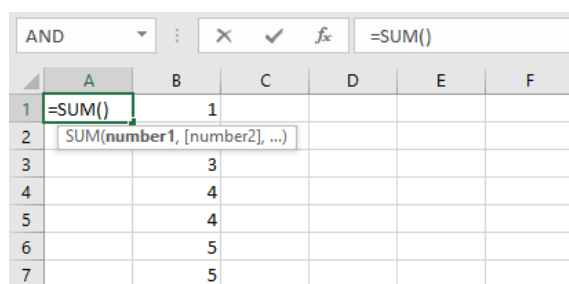 AND fx =SUM()
A B C D E F
1 =SUM() 1
2 SUM(number1, [number2], ...)
3 3
4 4
5 4
6 5
7 5